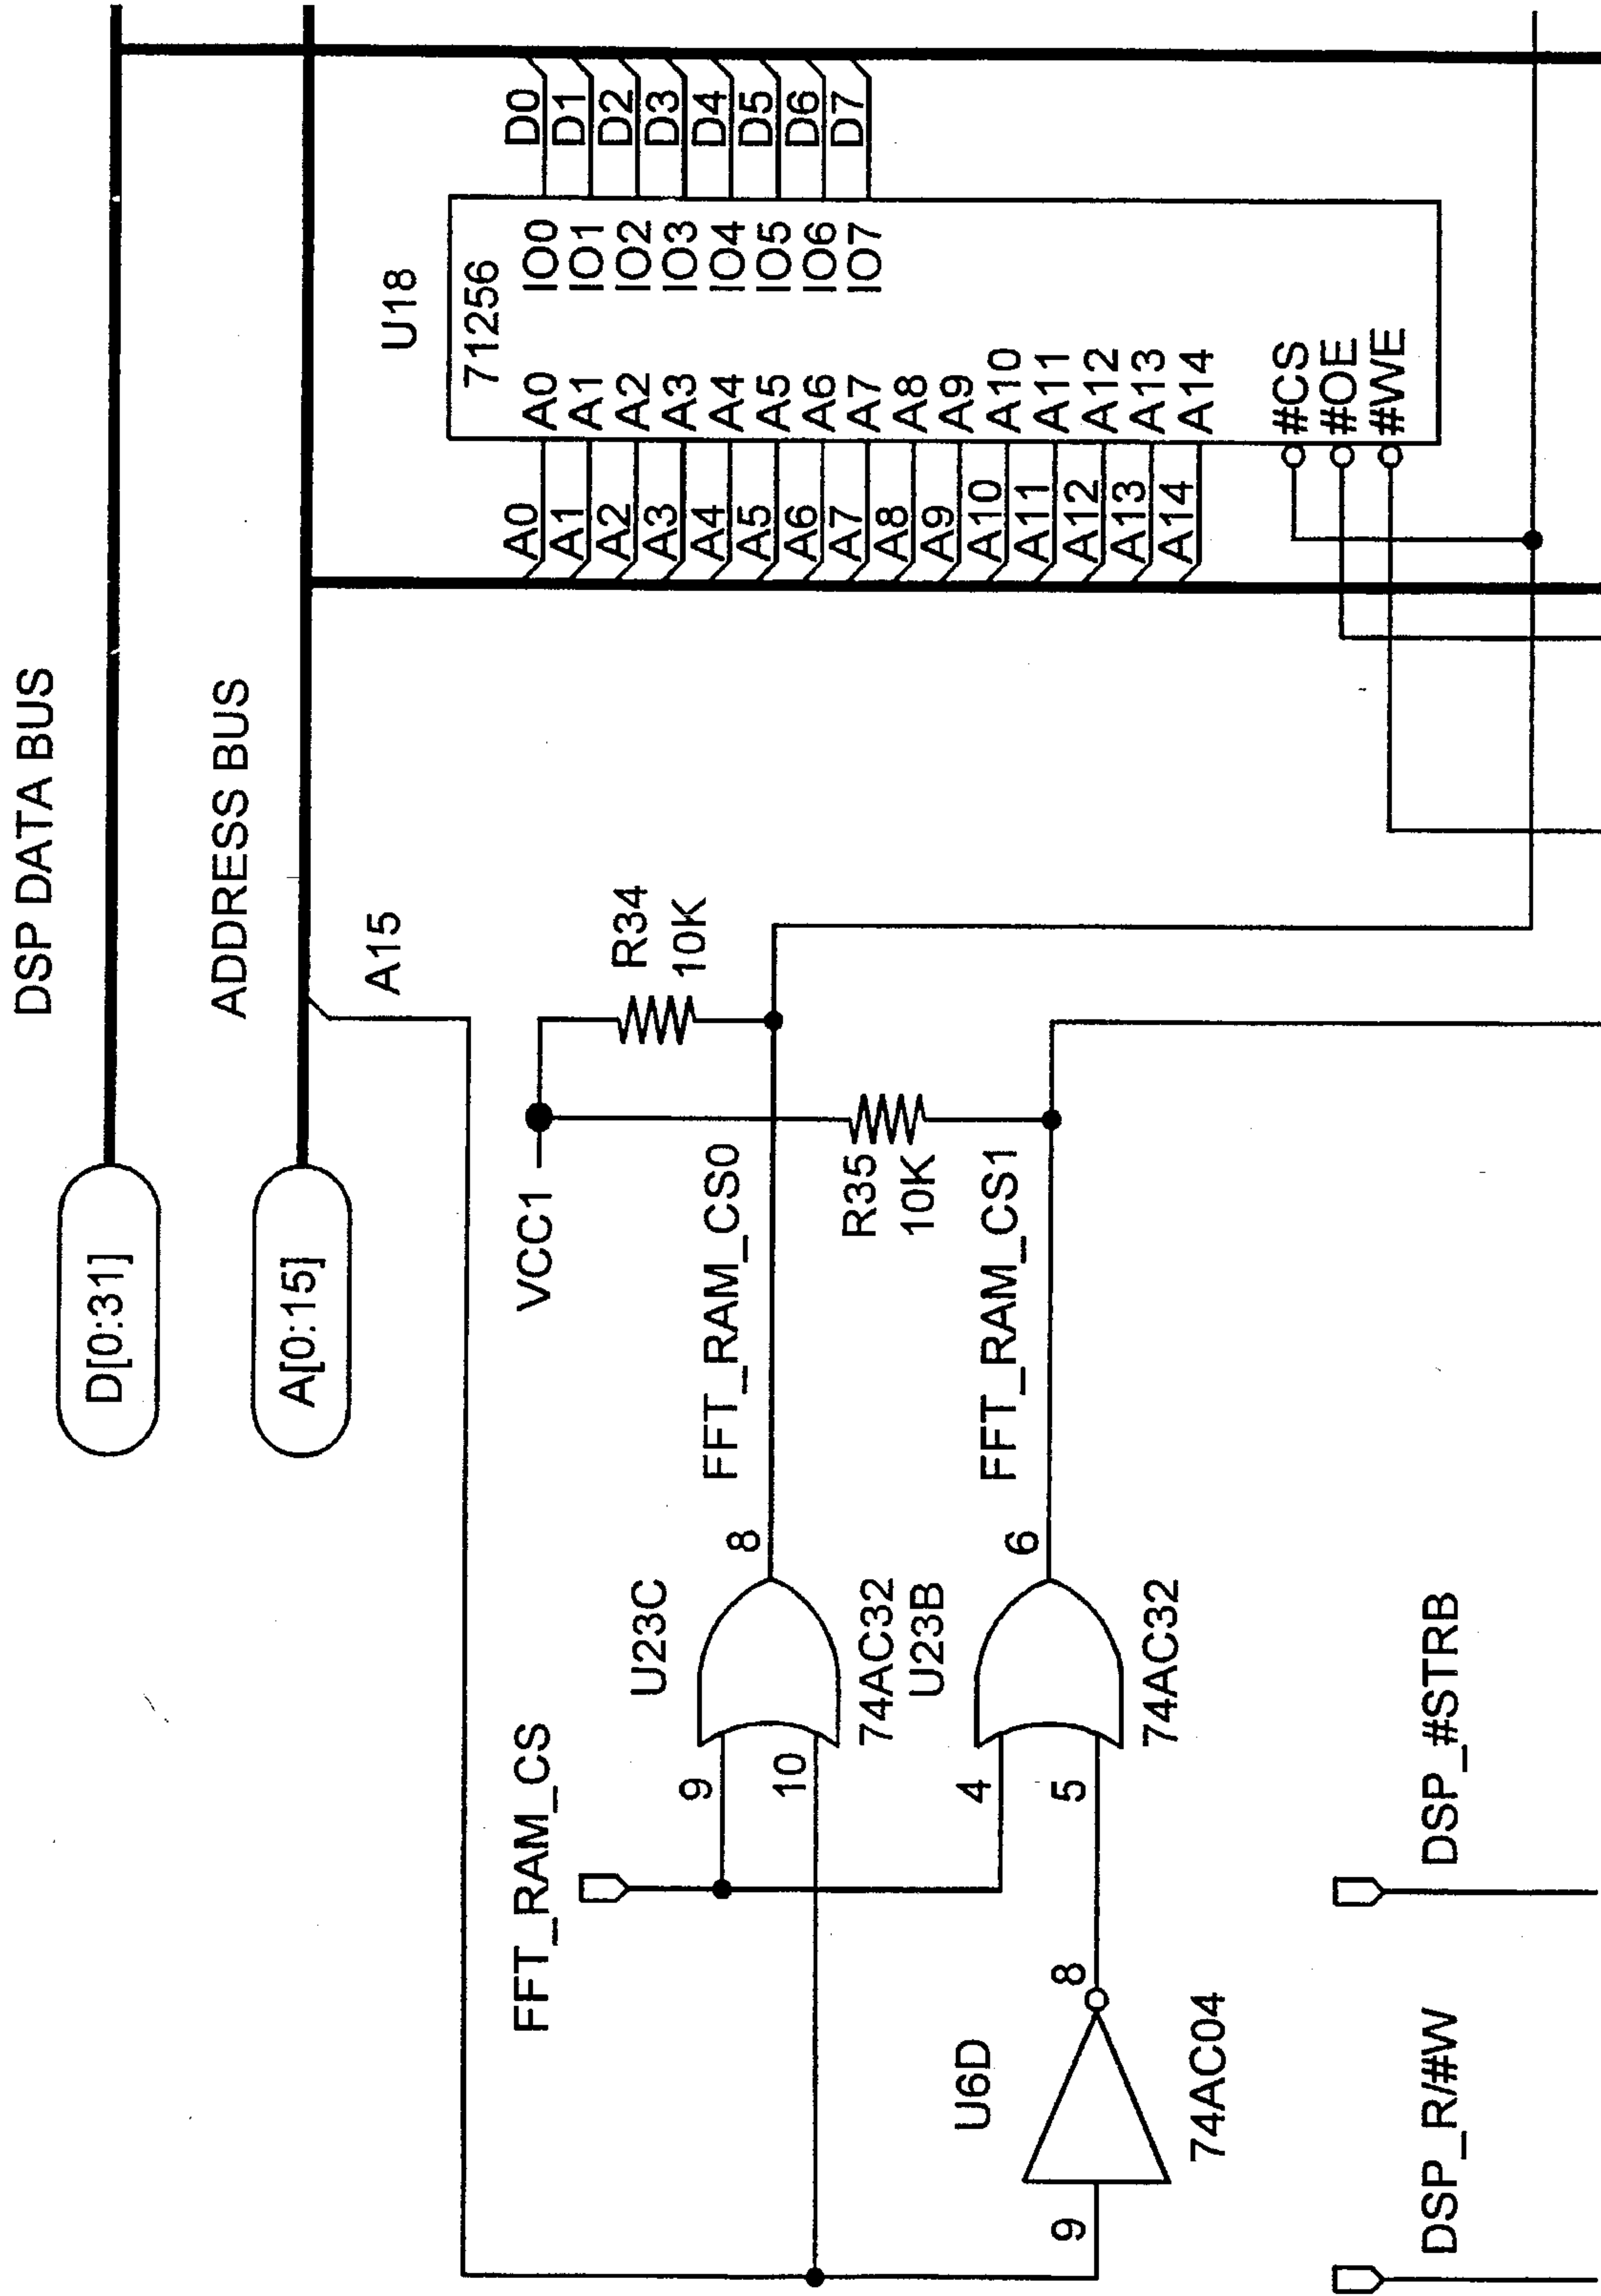 DSP DATA BUS
D[0:31]
ADDRESS BUS
A[0:15]
A15
U18
71256
A0 IO0
A1 IO1
A2 IO2
A3 IO3
A4 IO4
A5 IO5
A6 IO6
A7 IO7
A8
A9
A10
A11
A12
A13
A14
#CS
#OE
#WE
A0
A1
A2
A3
A4
A5
A6
A7
A8
A9
A10
A11
A12
A13
A14
D0
D1
D2
D3
D4
D5
D6
D7
VCC1
R34
10K
R35
10K
FFT_RAM_CS
U23C
9
10
8
74AC32
FFT_RAM_CS0
U23B
4
5
6
74AC32
FFT_RAM_CS1
U6D
9
8
74AC04
DSP_R/#W
DSP_#STRB